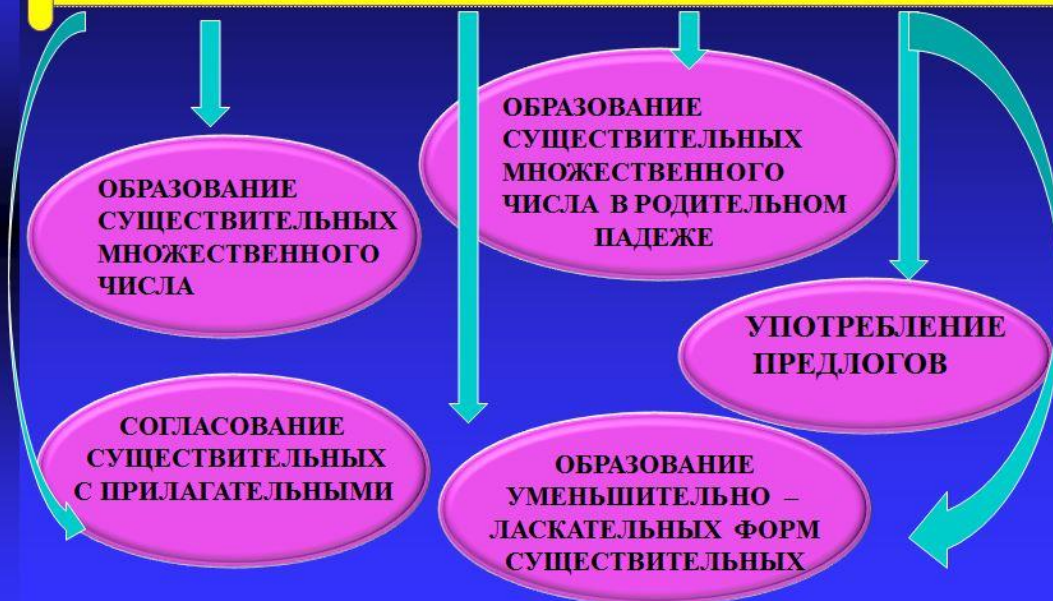 ОБРАЗОВАНИЕ
СУЩЕСТВИТЕЛЬНЫХ
МНОЖЕСТВЕННОГО
ЧИСЛА
ОБРАЗОВАНИЕ
СУЩЕСТВИТЕЛЬНЫХ
МНОЖЕСТВЕННОГО
ЧИСЛА В РОДИТЕЛЬНОМ
ПАДЕЖЕ
УПОТРЕБЛЕНИЕ
ПРЕДЛОГОВ
СОГЛАСОВАНИЕ
СУЩЕСТВИТЕЛЬНЫХ
С ПРИЛАГАТЕЛЬНЫМИ
ОБРАЗОВАНИЕ
УМЕНЬШИТЕЛЬНО –
ЛАСКАТЕЛЬНЫХ ФОРМ
СУЩЕСТВИТЕЛЬНЫХ